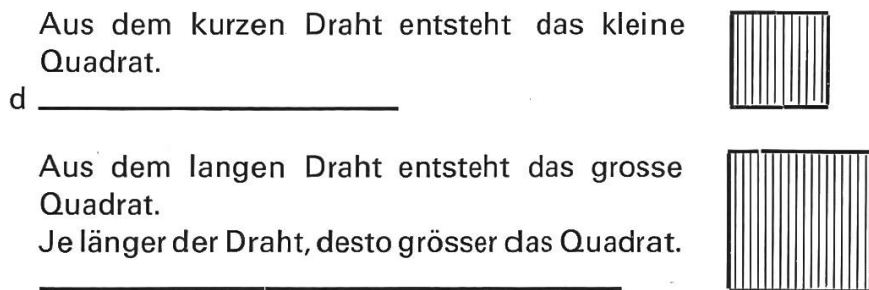 Aus dem kurzen Draht entsteht das kleine
Quadrat.
d
Aus dem langen Draht entsteht das grosse
Quadrat.
Je länger der Draht, desto grösser das Quadrat.